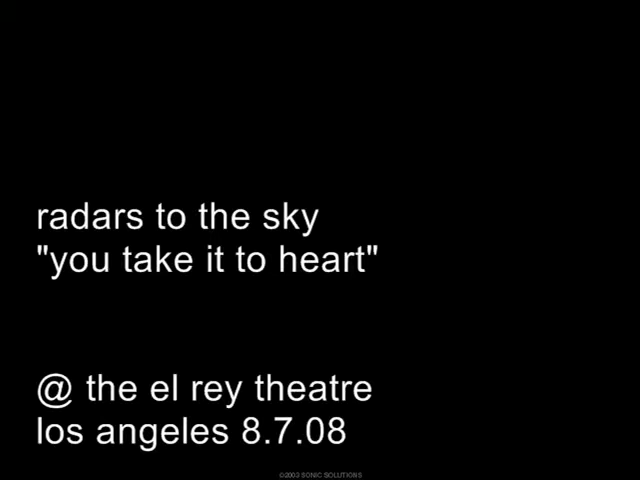 radars to the sky
"you take it to heart"
@ the el rey theatre
los angeles 8.7.08
©2003 SONIC SOLUTIONS